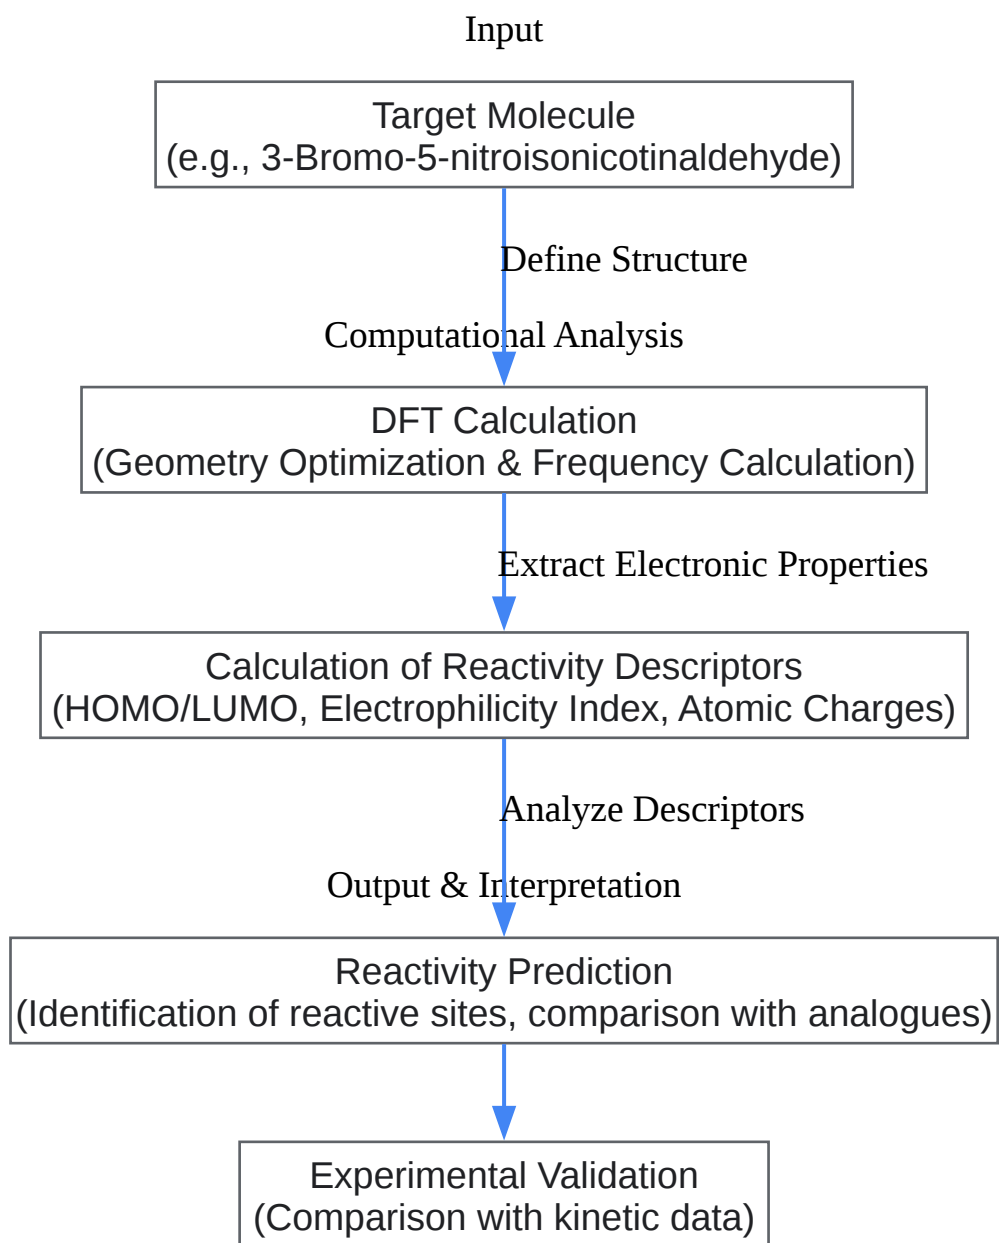 Input
Target Molecule
(e.g., 3-Bromo-5-nitroisonicotinaldehyde)
Define Structure
Computational Analysis
DFT Calculation
(Geometry Optimization & Frequency Calculation)
Extract Electronic Properties
Calculation of Reactivity Descriptors
(HOMO/LUMO, Electrophilicity Index, Atomic Charges)
Analyze Descriptors
Output & Interpretation
Reactivity Prediction
(Identification of reactive sites, comparison with analogues)
Experimental Validation
(Comparison with kinetic data)